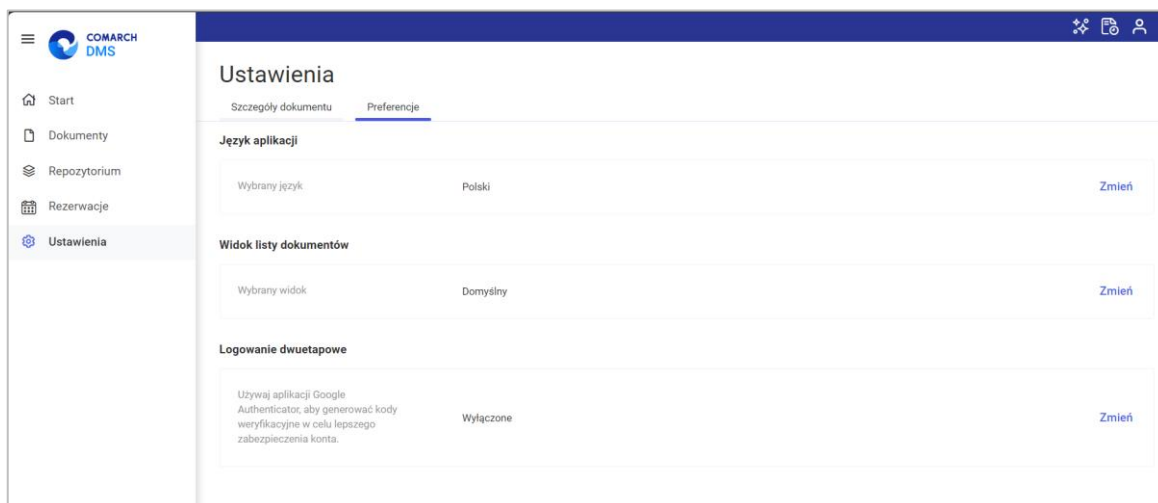 COMARCH
DMS
Start
Dokumenty
Repozytorium
Rezerwacje
Ustawienia
Ustawienia
Szczegóły dokumentu Preferencje
Język aplikacji
Wybrany język Polski Zmień
Widok listy dokumentów
Wybrany widok Domyślny Zmień
Logowanie dwuetapowe
Używaj aplikacji Google
Authenticator, aby generować kody
weryfikacyjne w celu lepszego
zabezpieczenia konta.
Wyłączone Zmień